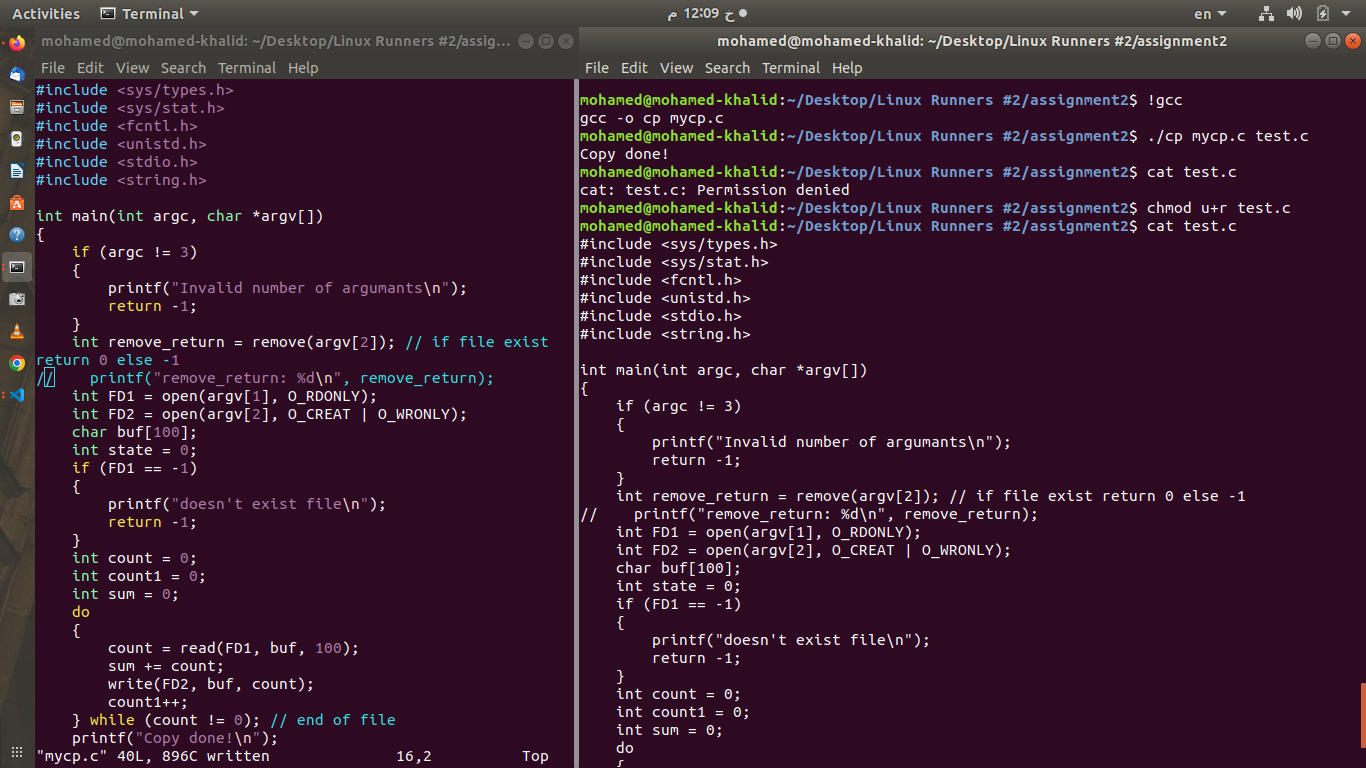 Activities Terminal خ 12:09 م en
mohamed@mohamed-khalid: ~/Desktop/Linux Runners #2/assig...
File Edit View Search Terminal Help
#include <sys/types.h>
#include <sys/stat.h>
#include <fcntl.h>
#include <unistd.h>
#include <stdio.h>
#include <string.h>
int main(int argc, char *argv[])
{
    if (argc != 3)
    {
        printf("Invalid number of argumants\n");
        return -1;
    }
    int remove_return = remove(argv[2]); // if file exist
return 0 else -1
//    printf("remove_return: %d\n", remove_return);
    int FD1 = open(argv[1], O_RDONLY);
    int FD2 = open(argv[2], O_CREAT | O_WRONLY);
    char buf[100];
    int state = 0;
    if (FD1 == -1)
    {
        printf("doesn't exist file\n");
        return -1;
    }
    int count = 0;
    int count1 = 0;
    int sum = 0;
    do
    {
        count = read(FD1, buf, 100);
        sum += count;
        write(FD2, buf, count);
        count1++;
    } while (count != 0); // end of file
    printf("Copy done!\n");
"mycp.c" 40L, 896C written 16,2 Top
mohamed@mohamed-khalid: ~/Desktop/Linux Runners #2/assignment2
File Edit View Search Terminal Help
mohamed@mohamed-khalid:~/Desktop/Linux Runners #2/assignment2$ !gcc
gcc -o cp mycp.c
mohamed@mohamed-khalid:~/Desktop/Linux Runners #2/assignment2$ ./cp mycp.c test.c
Copy done!
mohamed@mohamed-khalid:~/Desktop/Linux Runners #2/assignment2$ cat test.c
cat: test.c: Permission denied
mohamed@mohamed-khalid:~/Desktop/Linux Runners #2/assignment2$ chmod u+r test.c
mohamed@mohamed-khalid:~/Desktop/Linux Runners #2/assignment2$ cat test.c
#include <sys/types.h>
#include <sys/stat.h>
#include <fcntl.h>
#include <unistd.h>
#include <stdio.h>
#include <string.h>
int main(int argc, char *argv[])
{
    if (argc != 3)
    {
        printf("Invalid number of argumants\n");
        return -1;
    }
    int remove_return = remove(argv[2]); // if file exist return 0 else -1
//    printf("remove_return: %d\n", remove_return);
    int FD1 = open(argv[1], O_RDONLY);
    int FD2 = open(argv[2], O_CREAT | O_WRONLY);
    char buf[100];
    int state = 0;
    if (FD1 == -1)
    {
        printf("doesn't exist file\n");
        return -1;
    }
    int count = 0;
    int count1 = 0;
    int sum = 0;
    do
    {